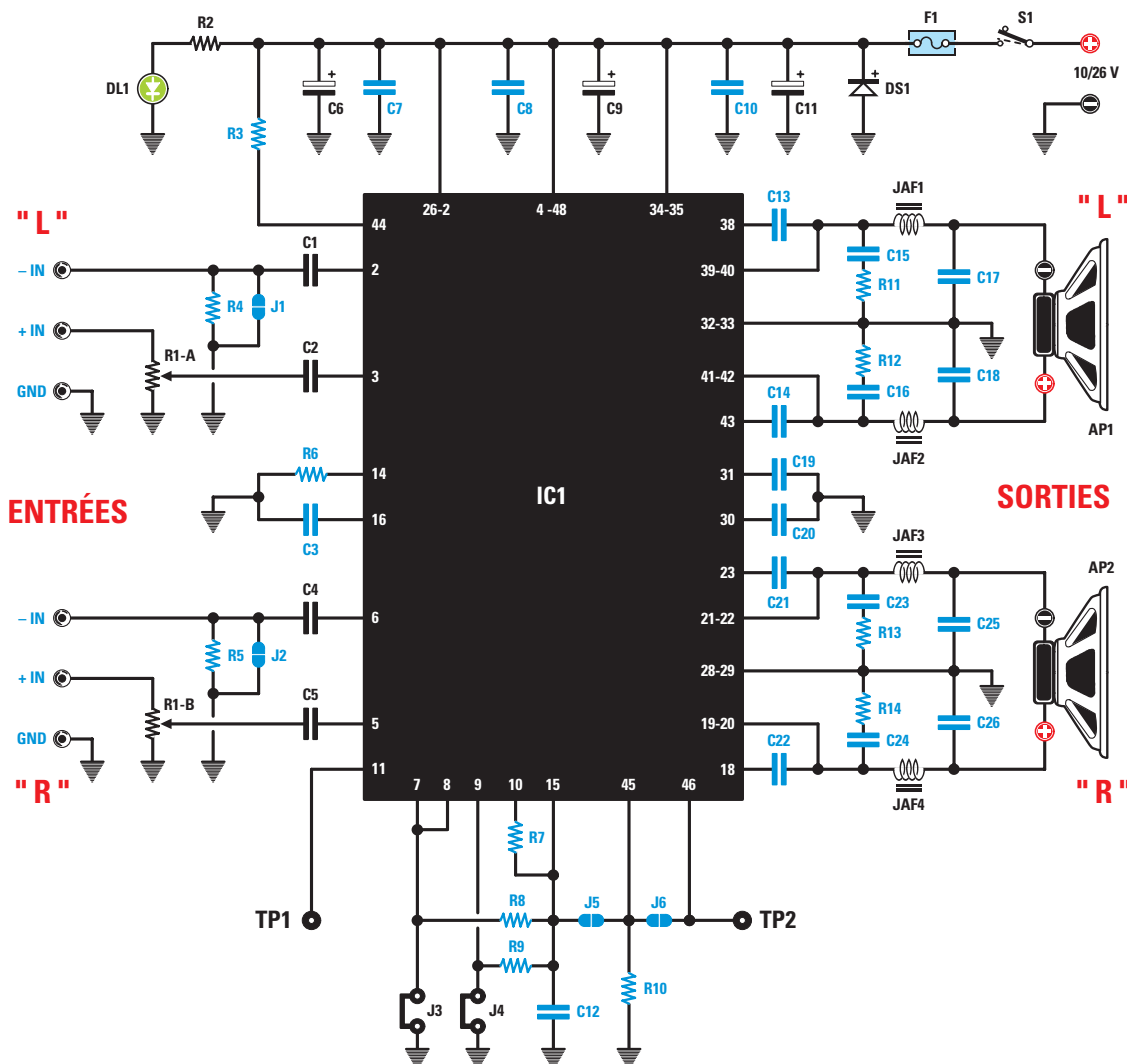 R2
F1
S1
DL1
C6
C7
C8
C9
C10
C11
DS1
10/26 V
R3
"L"
44
26-2
4 -48
34-35
38
C13
JAF1
"L"
– IN
C1
2
39-40
C15
R4
J1
R11
C17
+ IN
R1-A
C2
3
32-33
R12
GND
41-42
C14
C16
C18
43
JAF2
AP1
R6
14
31
C19
ENTRÉES
IC1
SORTIES
16
30
C3
C20
JAF3
23
AP2
C4
C21
C23
– IN
6
21-22
R5
J2
R13
C25
+ IN
R1-B
C5
28-29
R14
5
19-20
C26
GND
C22
C24
11
18
"R"
7
8
9
10
15
45
46
JAF4
"R"
R7
TP1
R8
J5
J6
TP2
R9
J3
J4
C12
R10